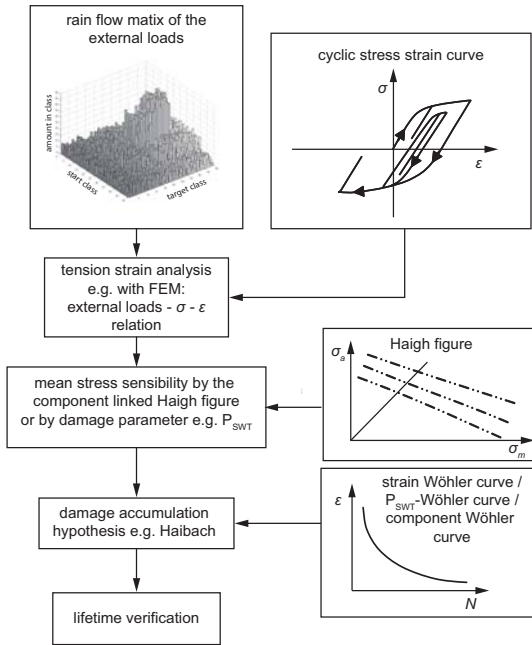 rain flow matix of the
external loads
amount in class
start class
target class
cyclic stress strain curve
σ
ε
tension strain analysis
e.g. with FEM:
external loads - σ - ε
relation
Haigh figure
σa
σm
mean stress sensibility by the
component linked Haigh figure
or by damage parameter e.g. PSWT
strain Wöhler curve /
PSWT-Wöhler curve /
component Wöhler
curve
ε
N
damage accumulation
hypothesis e.g. Haibach
lifetime verification